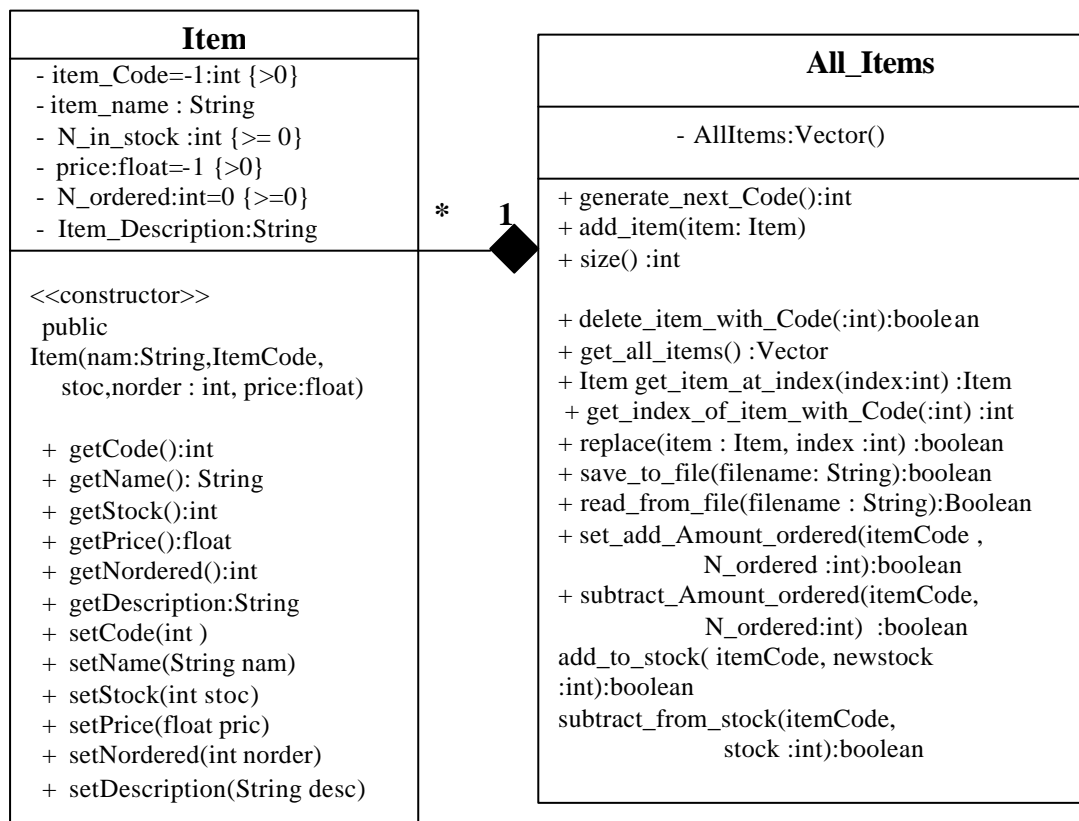 Item
- item_Code=-1:int {>0}
- item_name : String
- N_in_stock :int {>= 0}
- price:float=-1 {>0}
- N_ordered:int=0 {>=0}
- Item_Description:String
<<constructor>>
public
Item(nam:String,ItemCode,
stoc,norder : int, price:float)
+ getCode():int
+ getName(): String
+ getStock():int
+ getPrice():float
+ getNordered():int
+ getDescription:String
+ setCode(int )
+ setName(String nam)
+ setStock(int stoc)
+ setPrice(float pric)
+ setNordered(int norder)
+ setDescription(String desc)
* 1
All_Items
- AllItems:Vector()
+ generate_next_Code():int
+ add_item(item: Item)
+ size() :int
+ delete_item_with_Code(:int):boolean
+ get_all_items() :Vector
+ Item get_item_at_index(index:int) :Item
+ get_index_of_item_with_Code(:int) :int
+ replace(item : Item, index :int) :boolean
+ save_to_file(filename: String):boolean
+ read_from_file(filename : String):Boolean
+ set_add_Amount_ordered(itemCode ,
N_ordered :int):boolean
+ subtract_Amount_ordered(itemCode,
N_ordered:int) :boolean
add_to_stock( itemCode, newstock
:int):boolean
subtract_from_stock(itemCode,
stock :int):boolean